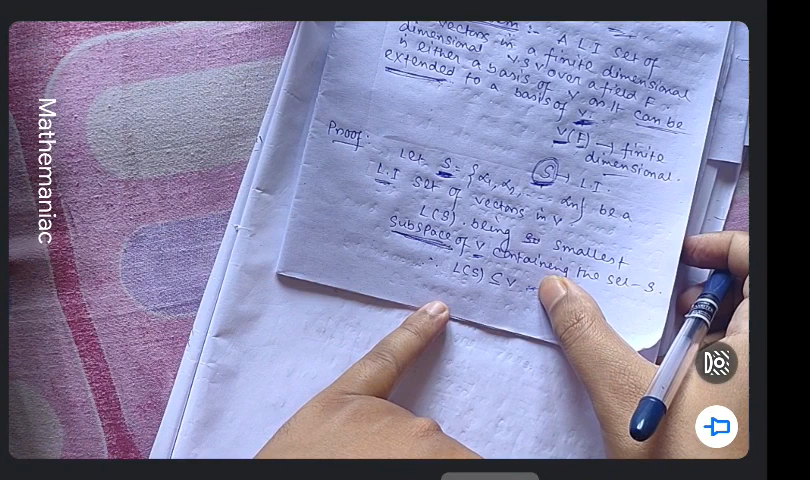 Mathemaniac
:- A L.I set of
vectors in a finite dimensional
dimensional V.S V over a field F.
is either a basis of V or it can be
extended to a basis of V.
V(F) → finite
dimensional.
S → L.I.
Proof:
Let S = {α1, α2, ... αn} be a
L.I set of vectors in V
L(S) being smallest
subspace of V containing the set S.
∴ L(S) ⊆ V